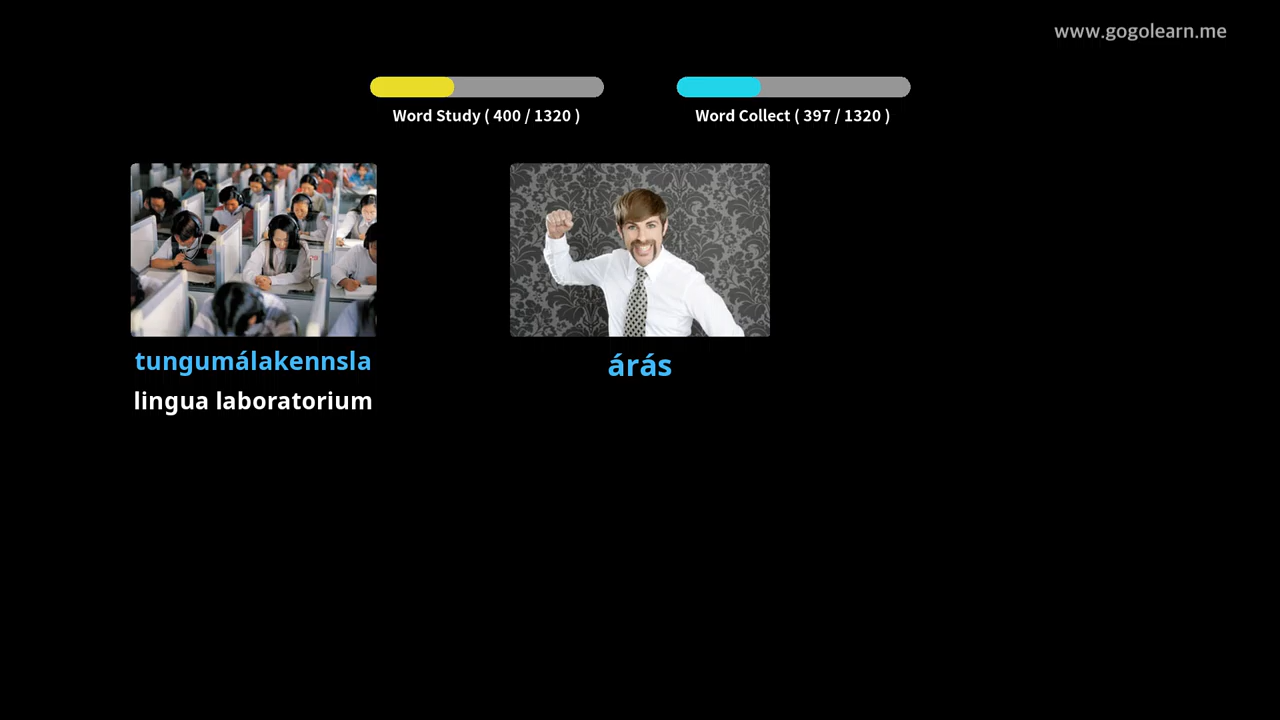 www.gogolearn.me
Word Study ( 400 / 1320 )
Word Collect ( 397 / 1320 )
tungumálakennsla
lingua laboratorium
árás